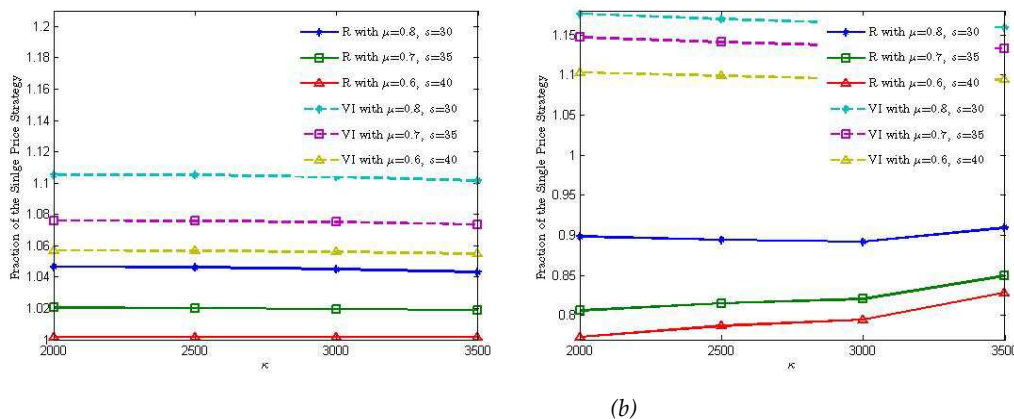 1.2
1.18
1.16
1.14
1.12
1.1
1.08
1.06
1.04
1.02
1
Fraction of the Sinlge Price Strategy
R with μ=0.8, s=30
R with μ=0.7, s=35
R with μ=0.6, s=40
VI with μ=0.8, s=30
VI with μ=0.7, s=35
VI with μ=0.6, s=40
2000 2500 3000 3500
κ
1.15
1.1
1.05
1
0.95
0.9
0.85
0.8
Fraction of the Single Price Strategy
R with μ=0.8, s=30
R with μ=0.7, s=35
R with μ=0.6, s=40
VI with μ=0.8, s=30
VI with μ=0.7, s=35
VI with μ=0.6, s=40
2000 2500 3000 3500
κ
(b)